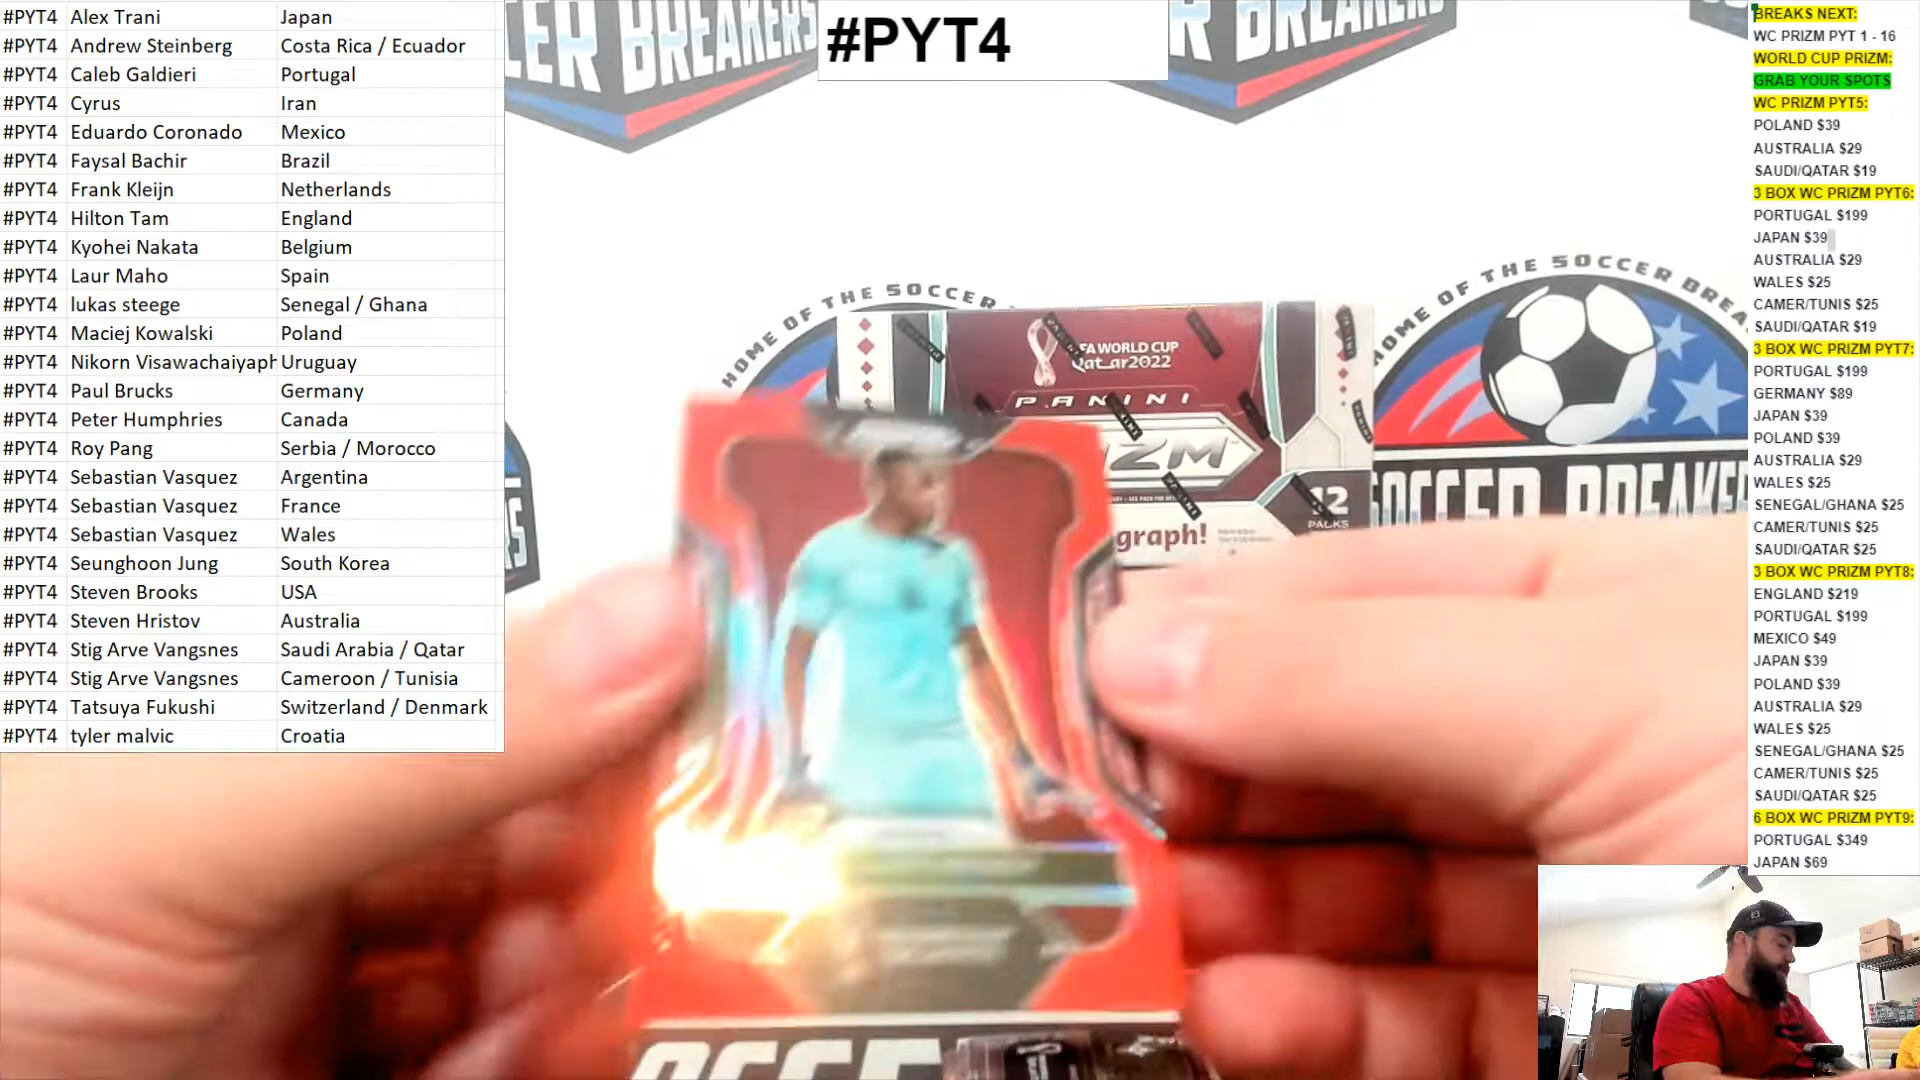 #PYT4 Alex Trani Japan
#PYT4 Andrew Steinberg Costa Rica / Ecuador
#PYT4 Caleb Galdieri Portugal
#PYT4 Cyrus Iran
#PYT4 Eduardo Coronado Mexico
#PYT4 Faysal Bachir Brazil
#PYT4 Frank Kleijn Netherlands
#PYT4 Hilton Tam England
#PYT4 Kyohei Nakata Belgium
#PYT4 Laur Maho Spain
#PYT4 lukas steege Senegal / Ghana
#PYT4 Maciej Kowalski Poland
#PYT4 Nikorn Visawachaiyaph Uruguay
#PYT4 Paul Brucks Germany
#PYT4 Peter Humphries Canada
#PYT4 Roy Pang Serbia / Morocco
#PYT4 Sebastian Vasquez Argentina
#PYT4 Sebastian Vasquez France
#PYT4 Sebastian Vasquez Wales
#PYT4 Seunghoon Jung South Korea
#PYT4 Steven Brooks USA
#PYT4 Steven Hristov Australia
#PYT4 Stig Arve Vangsnes Saudi Arabia / Qatar
#PYT4 Stig Arve Vangsnes Cameroon / Tunisia
#PYT4 Tatsuya Fukushi Switzerland / Denmark
#PYT4 tyler malvic Croatia
#PYT4
CER BREAKERS
R BREAKERS
HOME OF THE SOCCER
FA WORLD CUP
Qatar2022
PANINI
ZM
12
PACKS
graph!
HOME OF THE SOCCER BREA
SOCCER BREAKE
BREAKS NEXT:
WC PRIZM PYT 1 - 16
WORLD CUP PRIZM:
GRAB YOUR SPOTS
WC PRIZM PYT5:
POLAND $39
AUSTRALIA $29
SAUDI/QATAR $19
3 BOX WC PRIZM PYT6:
PORTUGAL $199
JAPAN $39
AUSTRALIA $29
WALES $25
CAMER/TUNIS $25
SAUDI/QATAR $19
3 BOX WC PRIZM PYT7:
PORTUGAL $199
GERMANY $89
JAPAN $39
POLAND $39
AUSTRALIA $29
WALES $25
SENEGAL/GHANA $25
CAMER/TUNIS $25
SAUDI/QATAR $25
3 BOX WC PRIZM PYT8:
ENGLAND $219
PORTUGAL $199
MEXICO $49
JAPAN $39
POLAND $39
AUSTRALIA $29
WALES $25
SENEGAL/GHANA $25
CAMER/TUNIS $25
SAUDI/QATAR $25
6 BOX WC PRIZM PYT9:
PORTUGAL $349
JAPAN $69